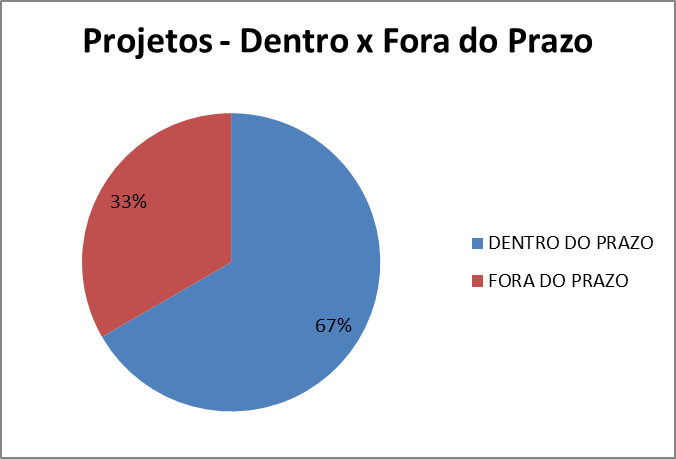 Projetos - Dentro x Fora do Prazo
33%
67%
DENTRO DO PRAZO
FORA DO PRAZO